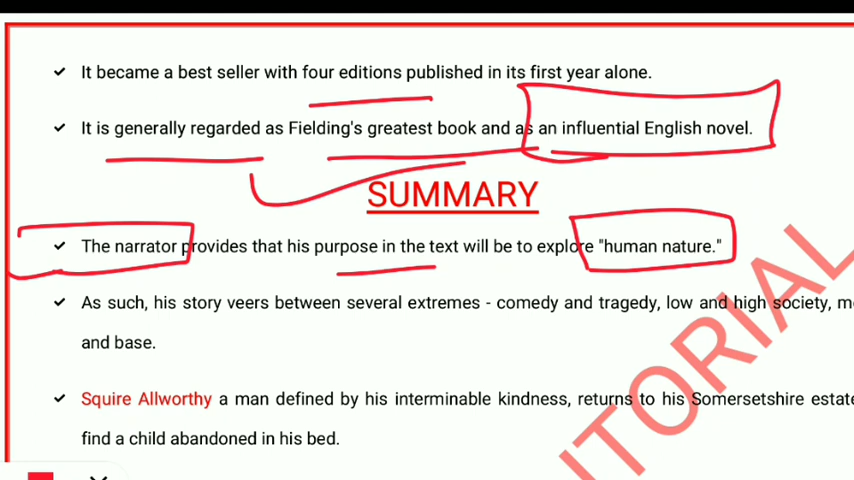 It became a best seller with four editions published in its first year alone.
It is generally regarded as Fielding's greatest book and as an influential English novel.
SUMMARY
The narrator provides that his purpose in the text will be to explore "human nature."
As such, his story veers between several extremes - comedy and tragedy, low and high society,
and base.
Squire Allworthy a man defined by his interminable kindness, returns to his Somersetshire estate
find a child abandoned in his bed.